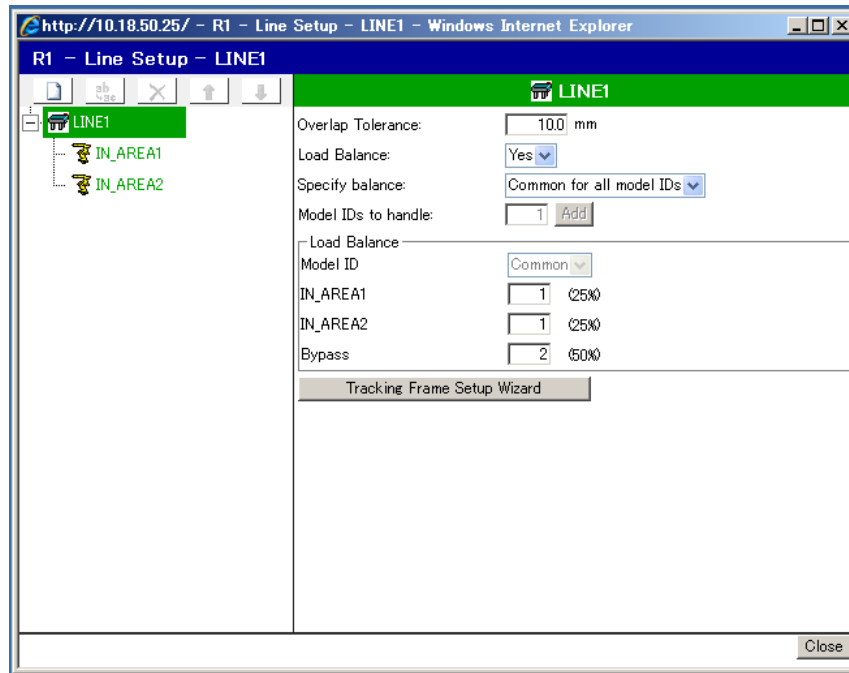 http://10.18.50.25/ - R1 - Line Setup - LINE1 - Windows Internet Explorer
R1 - Line Setup - LINE1
ab
c→ac
LINE1
IN_AREA1
IN_AREA2
LINE1
Overlap Tolerance: 10.0 mm
Load Balance: Yes
Specify balance: Common for all model IDs
Model IDs to handle: 1 Add
Load Balance
Model ID Common
IN_AREA1 1 (25%)
IN_AREA2 1 (25%)
Bypass 2 (50%)
Tracking Frame Setup Wizard
Close